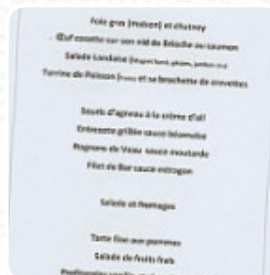 Foie gras (maison) et chutney
Œuf cocotte sur son nid de Brioche au saumon
Salade Landaise
Terrine de Poisson et sa brochette de crevettes
Souris d'agneau à la crème d'ail
Entrecote grillée sauce béarnaise
Rognons de Veau sauce moutarde
Filet de Bar sauce estragon
Salade et fromages
Tarte fine aux pommes
Salade de fruits frais